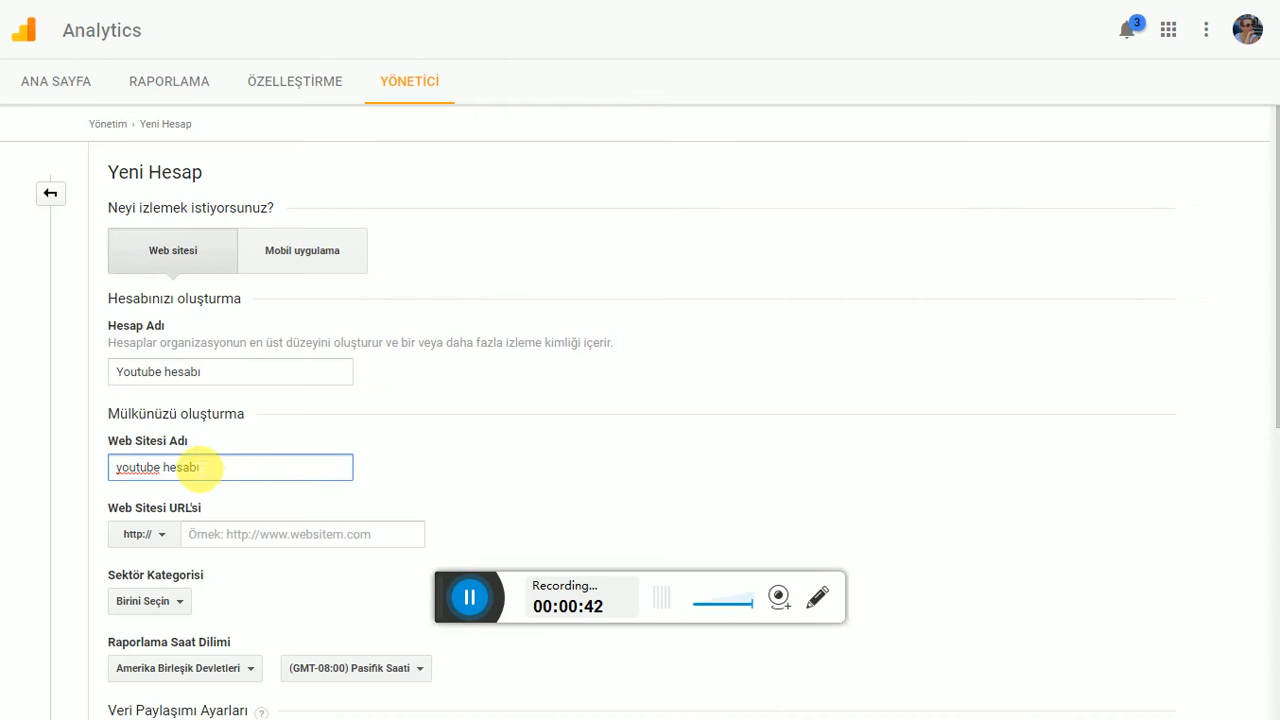 Analytics
3
ANA SAYFA RAPORLAMA ÖZELLEŞTİRME YÖNETİCİ
Yönetim › Yeni Hesap
Yeni Hesap
Neyi izlemek istiyorsunuz?
Web sitesi Mobil uygulama
Hesabınızı oluşturma
Hesap Adı
Hesaplar organizasyonun en üst düzeyini oluşturur ve bir veya daha fazla izleme kimliği içerir.
Youtube hesabı
Mülkünüzü oluşturma
Web Sitesi Adı
youtube hesabı
Web Sitesi URL'si
http:// Örnek: http://www.websitem.com
Sektör Kategorisi
Birini Seçin
Recording...
00:00:42
Raporlama Saat Dilimi
Amerika Birleşik Devletleri (GMT-08:00) Pasifik Saati
Veri Paylaşımı Ayarları ?